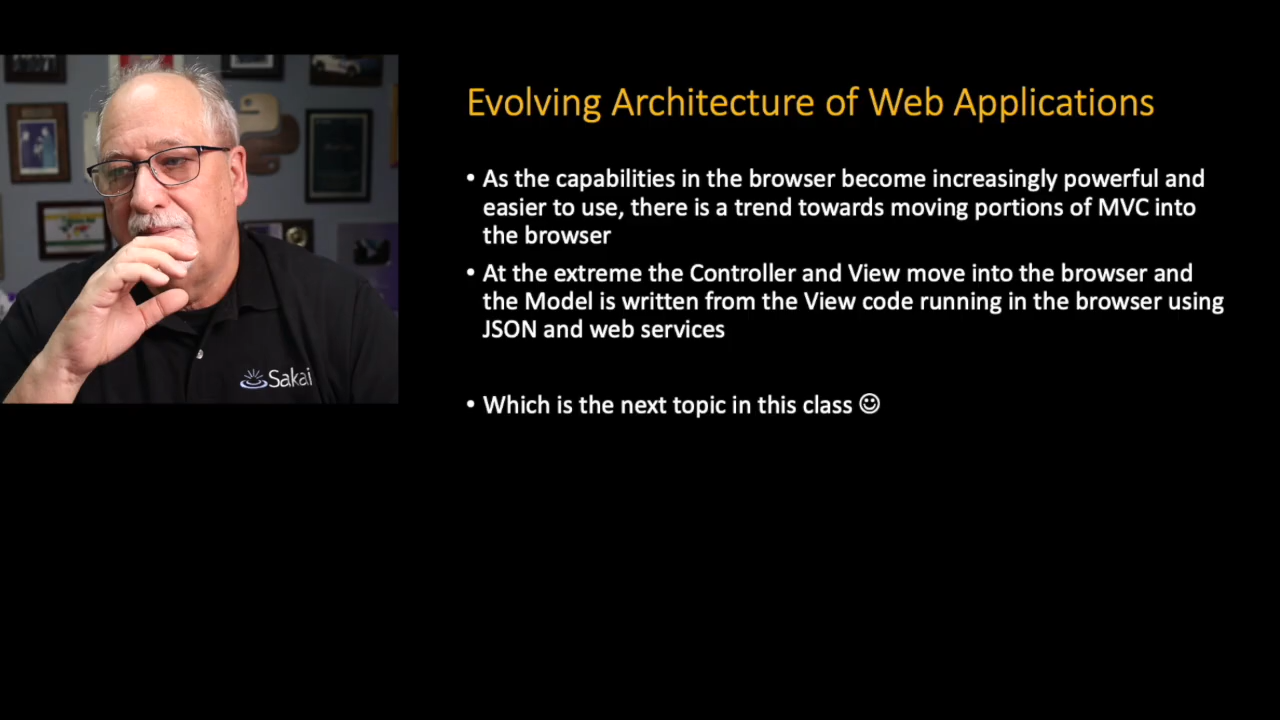 Evolving Architecture of Web Applications
• As the capabilities in the browser become increasingly powerful and
easier to use, there is a trend towards moving portions of MVC into
the browser
• At the extreme the Controller and View move into the browser and
the Model is written from the View code running in the browser using
JSON and web services
• Which is the next topic in this class ☺
Sakai